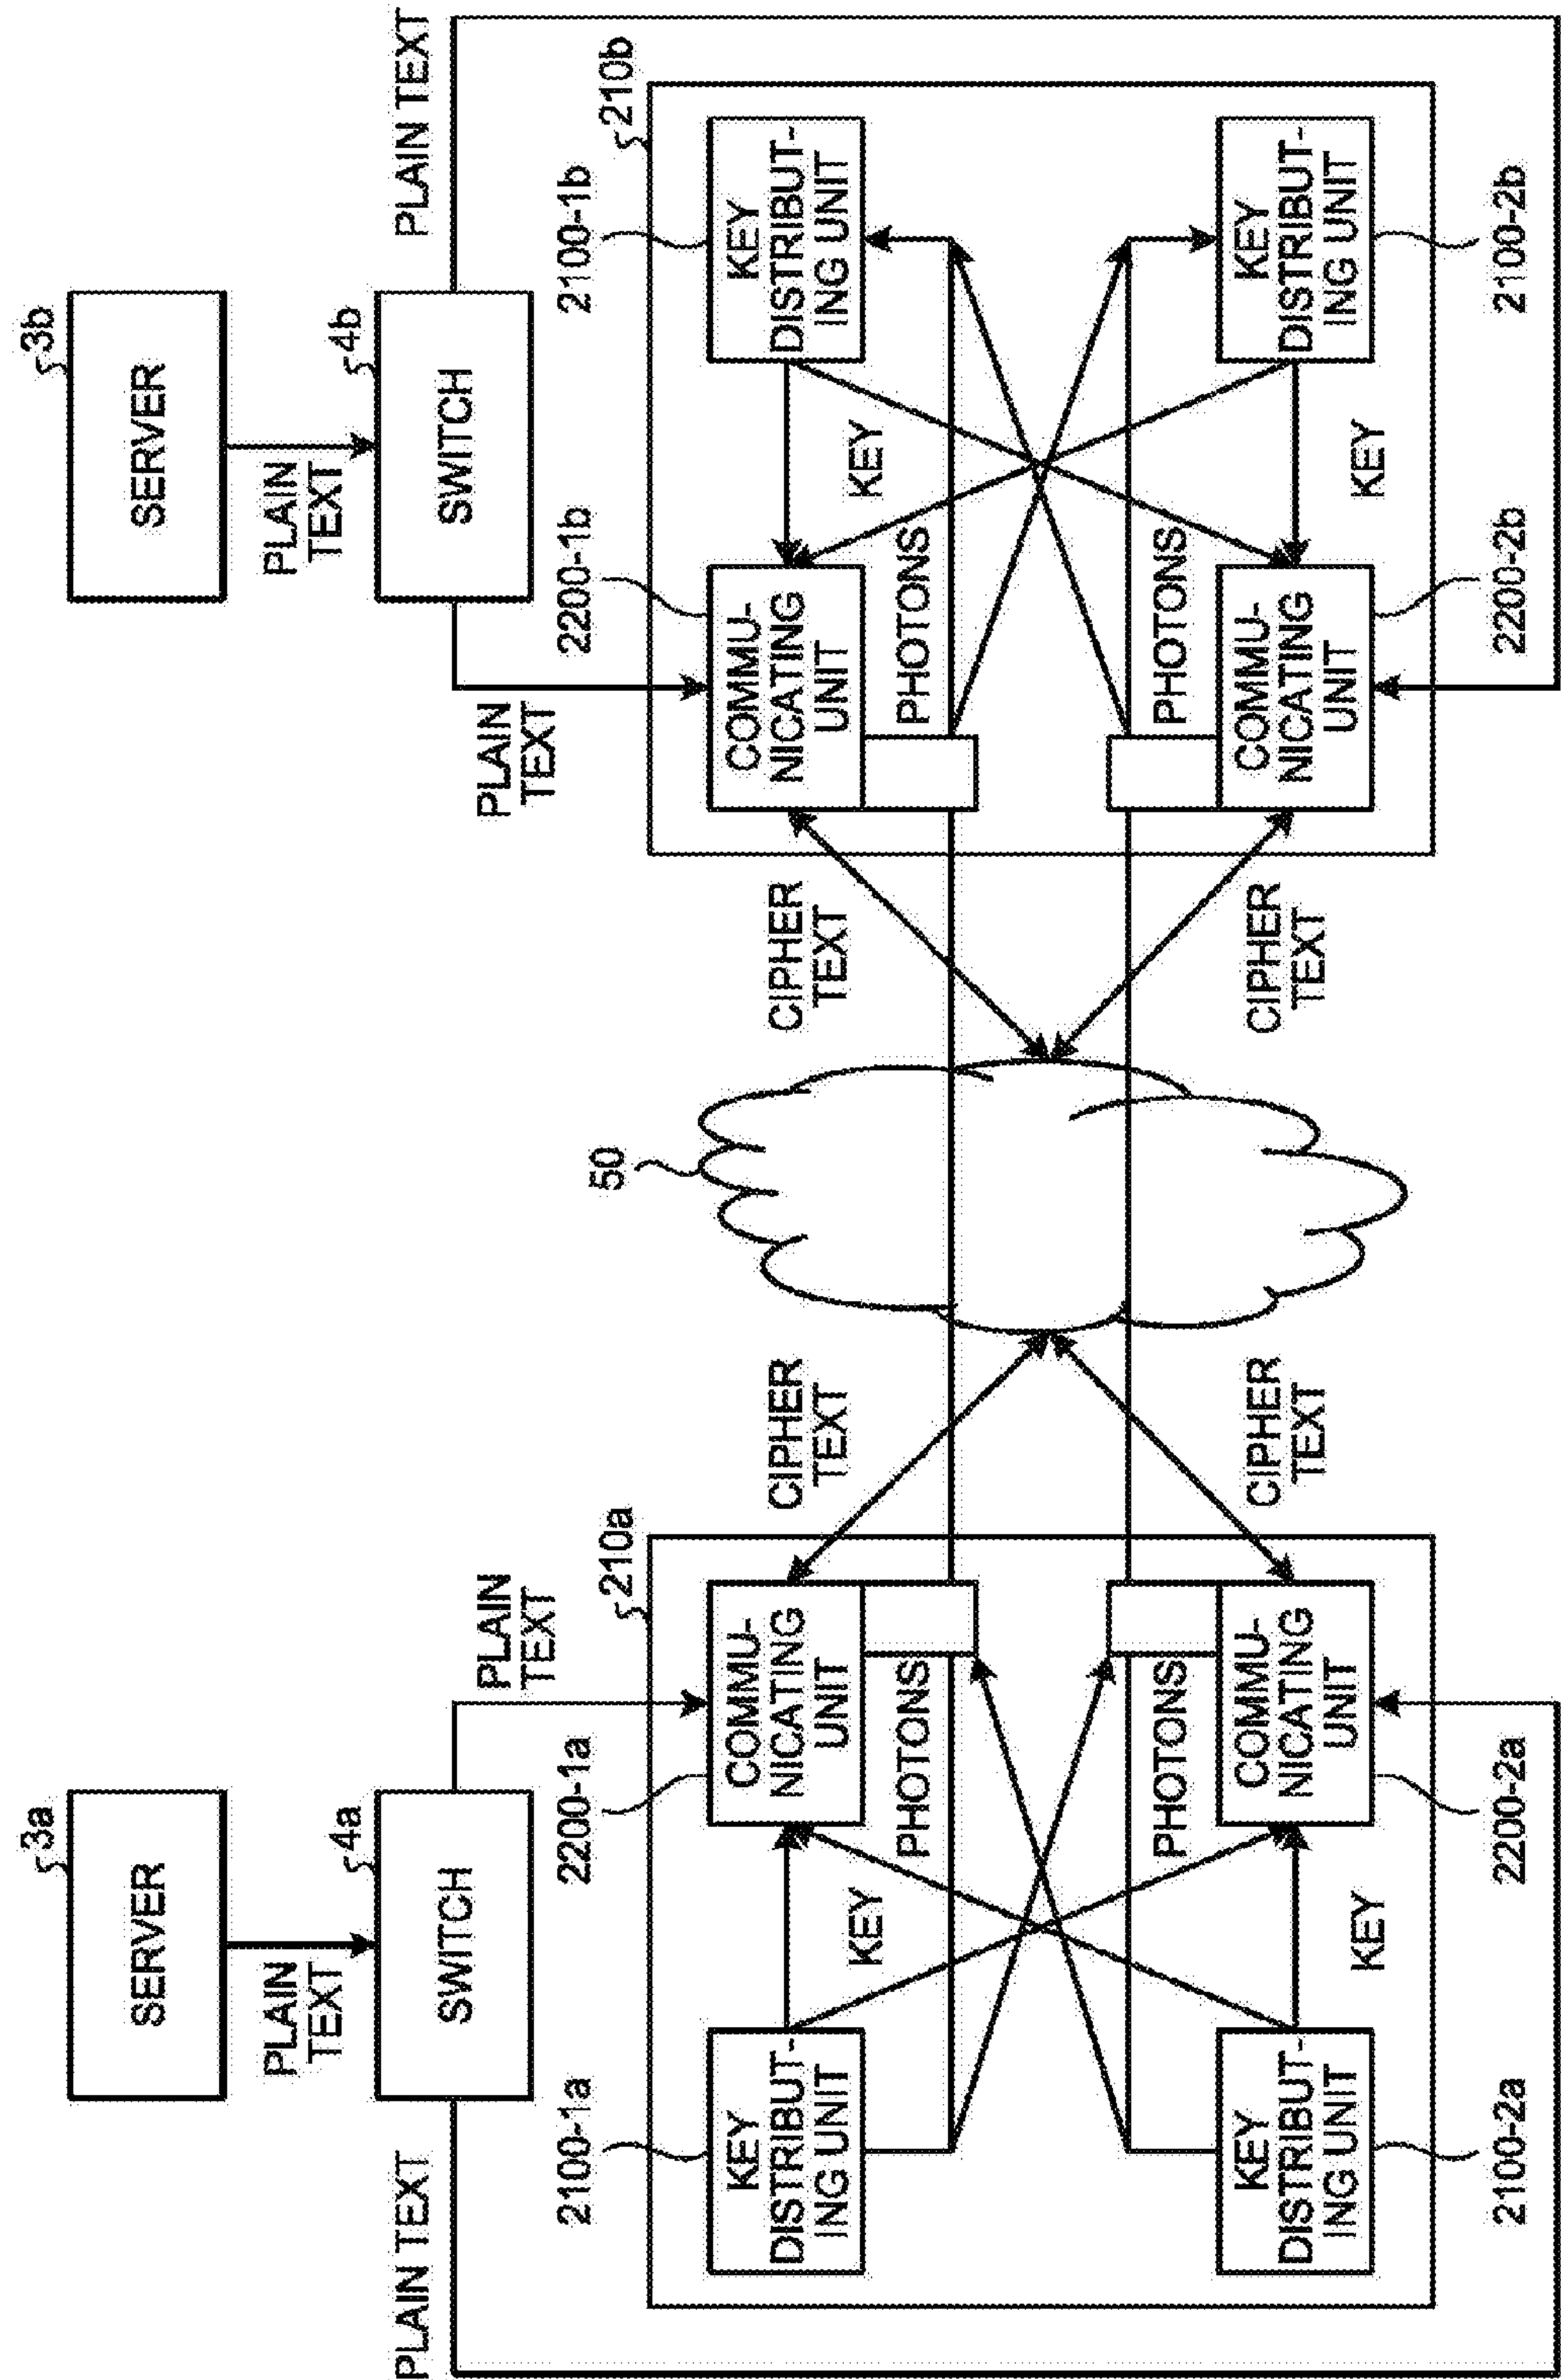 3a
SERVER
PLAIN
TEXT
4a
SWITCH
PLAIN TEXT
PLAIN
TEXT
210a
2100-1a
KEY
DISTRIBUT-
ING UNIT
2200-1a
COMMU-
NICATING
UNIT
KEY
PHOTONS
CIPHER
TEXT
PHOTONS
2100-2a
KEY
DISTRIBUT-
ING UNIT
2200-2a
COMMU-
NICATING
UNIT
KEY
CIPHER
TEXT
50
3b
SERVER
PLAIN
TEXT
4b
SWITCH
PLAIN
TEXT
PLAIN TEXT
210b
CIPHER
TEXT
2200-1b
COMMU-
NICATING
UNIT
2100-1b
KEY
DISTRIBUT-
ING UNIT
KEY
PHOTONS
PHOTONS
CIPHER
TEXT
2200-2b
COMMU-
NICATING
UNIT
2100-2b
KEY
DISTRIBUT-
ING UNIT
KEY